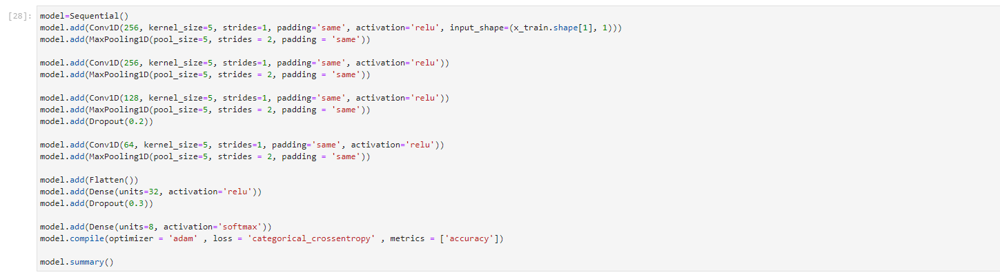 [28]: model=Sequential()
model.add(Conv1D(256, kernel_size=5, strides=1, padding='same', activation='relu', input_shape=(x_train.shape[1], 1)))
model.add(MaxPooling1D(pool_size=5, strides = 2, padding = 'same'))
model.add(Conv1D(256, kernel_size=5, strides=1, padding='same', activation='relu'))
model.add(MaxPooling1D(pool_size=5, strides = 2, padding = 'same'))
model.add(Conv1D(128, kernel_size=5, strides=1, padding='same', activation='relu'))
model.add(MaxPooling1D(pool_size=5, strides = 2, padding = 'same'))
model.add(Dropout(0.2))
model.add(Conv1D(64, kernel_size=5, strides=1, padding='same', activation='relu'))
model.add(MaxPooling1D(pool_size=5, strides = 2, padding = 'same'))
model.add(Flatten())
model.add(Dense(units=32, activation='relu'))
model.add(Dropout(0.3))
model.add(Dense(units=8, activation='softmax'))
model.compile(optimizer = 'adam' , loss = 'categorical_crossentropy' , metrics = ['accuracy'])
model.summary()